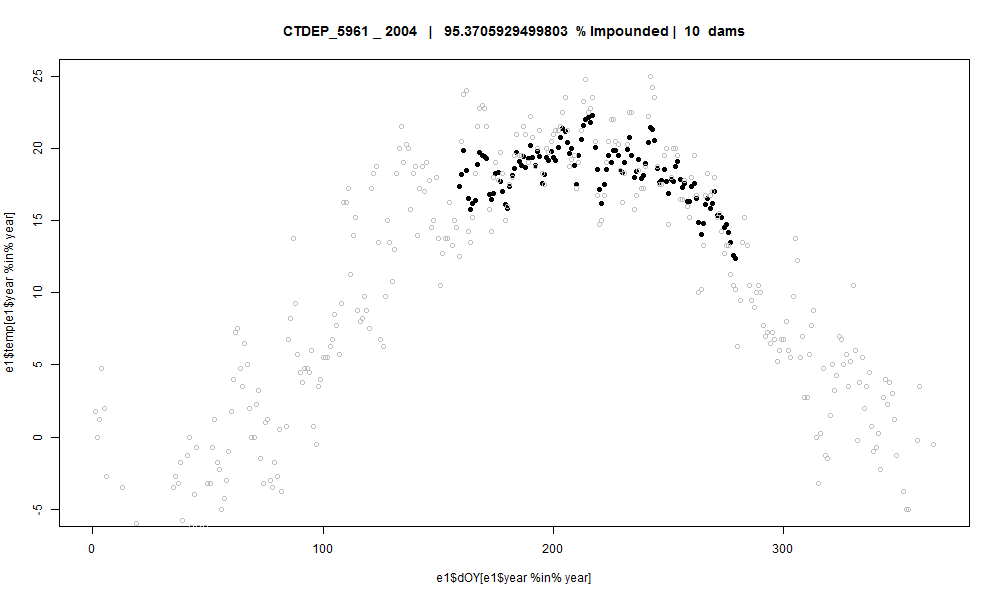 CTDEP_5961 _ 2004 | 95.3705929499803 % Impounded | 10 dams
e1$temp[e1$year %in% year]
25
20
15
10
5
0
-5
0 100 200 300
e1$dOY[e1$year %in% year]